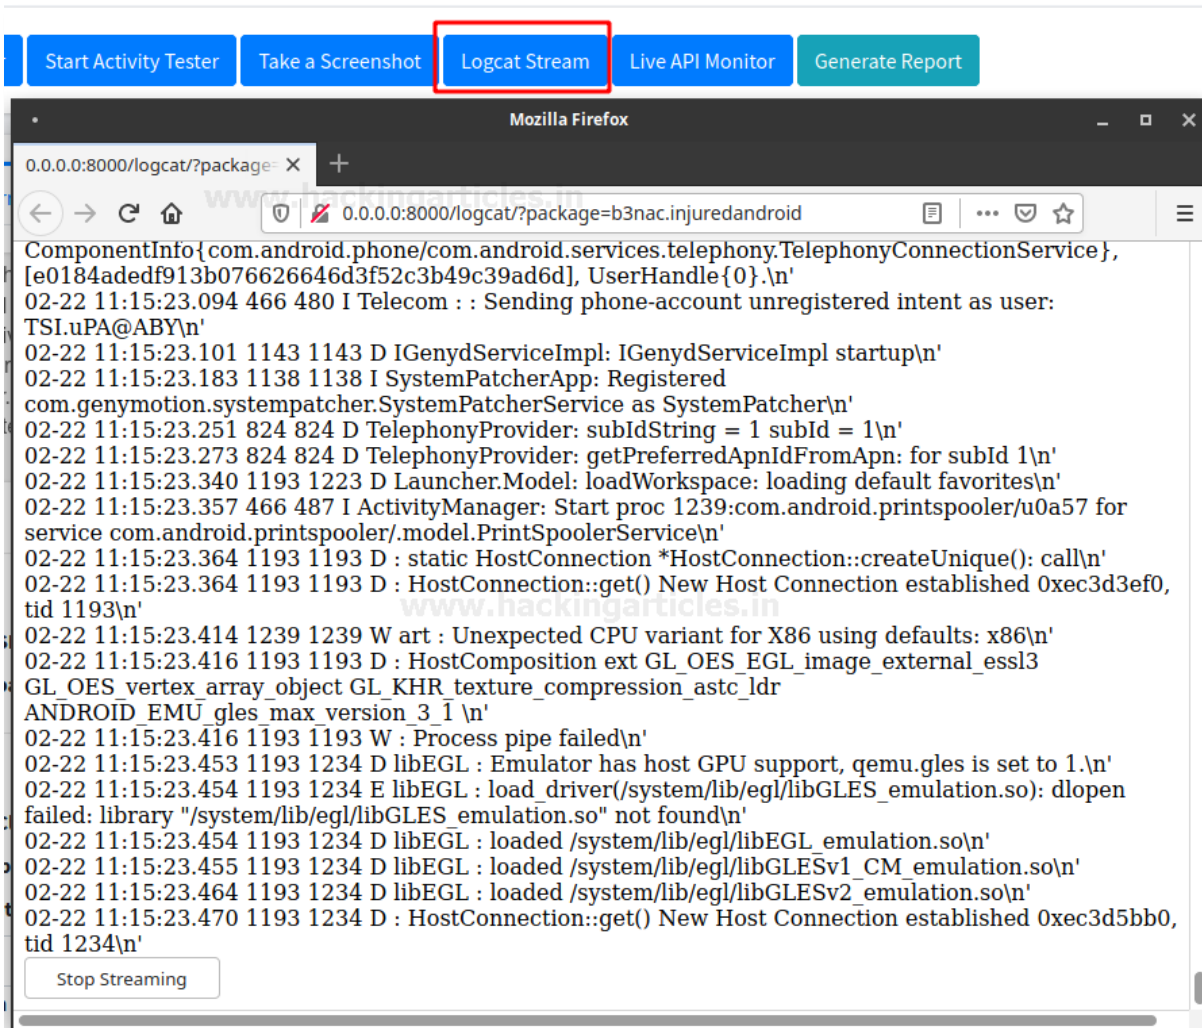 Start Activity Tester Take a Screenshot Logcat Stream Live API Monitor Generate Report
Mozilla Firefox
0.0.0.0:8000/logcat/?package=
www.hackingarticles.in
0.0.0.0:8000/logcat/?package=b3nac.injuredandroid
ComponentInfo{com.android.phone/com.android.services.telephony.TelephonyConnectionService},
[e0184adedf913b076626646d3f52c3b49c39ad6d], UserHandle{0}.\n'
02-22 11:15:23.094 466 480 I Telecom : : Sending phone-account unregistered intent as user:
TSI.uPA@ABY\n'
02-22 11:15:23.101 1143 1143 D IGenydServiceImpl: IGenydServiceImpl startup\n'
02-22 11:15:23.183 1138 1138 I SystemPatcherApp: Registered
com.genymotion.systempatcher.SystemPatcherService as SystemPatcher\n'
02-22 11:15:23.251 824 824 D TelephonyProvider: subIdString = 1 subId = 1\n'
02-22 11:15:23.273 824 824 D TelephonyProvider: getPreferredApnIdFromApn: for subId 1\n'
02-22 11:15:23.340 1193 1223 D Launcher.Model: loadWorkspace: loading default favorites\n'
02-22 11:15:23.357 466 487 I ActivityManager: Start proc 1239:com.android.printspooler/u0a57 for
service com.android.printspooler/.model.PrintSpoolerService\n'
02-22 11:15:23.364 1193 1193 D : static HostConnection *HostConnection::createUnique(): call\n'
02-22 11:15:23.364 1193 1193 D : HostConnection::get() New Host Connection established 0xec3d3ef0,
tid 1193\n'
www.hackingarticles.in
02-22 11:15:23.414 1239 1239 W art : Unexpected CPU variant for X86 using defaults: x86\n'
02-22 11:15:23.416 1193 1193 D : HostComposition ext GL_OES_EGL_image_external_essl3
GL_OES_vertex_array_object GL_KHR_texture_compression_astc_ldr
ANDROID_EMU_gles_max_version_3_1 \n'
02-22 11:15:23.416 1193 1193 W : Process pipe failed\n'
02-22 11:15:23.453 1193 1234 D libEGL : Emulator has host GPU support, qemu.gles is set to 1.\n'
02-22 11:15:23.454 1193 1234 E libEGL : load_driver(/system/lib/egl/libGLES_emulation.so): dlopen
failed: library "/system/lib/egl/libGLES_emulation.so" not found\n'
02-22 11:15:23.454 1193 1234 D libEGL : loaded /system/lib/egl/libEGL_emulation.so\n'
02-22 11:15:23.455 1193 1234 D libEGL : loaded /system/lib/egl/libGLESv1_CM_emulation.so\n'
02-22 11:15:23.464 1193 1234 D libEGL : loaded /system/lib/egl/libGLESv2_emulation.so\n'
02-22 11:15:23.470 1193 1234 D : HostConnection::get() New Host Connection established 0xec3d5bb0,
tid 1234\n'
Stop Streaming